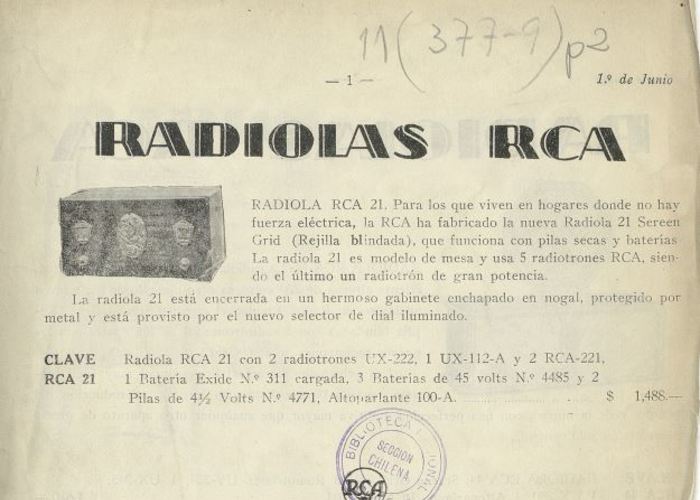 11 (377-9) p2
— 1 —
1.º de Junio
RADIOLAS RCA
RADIOLA RCA 21. Para los que viven en hogares donde no hay
fuerza eléctrica, la RCA ha fabricado la nueva Radiola 21 Sereen
Grid (Rejilla blindada), que funciona con pilas secas y baterías
La radiola 21 es modelo de mesa y usa 5 radiotrones RCA, sien-
do el último un radiotrón de gran potencia.
La radiola 21 está encerrada en un hermoso gabinete enchapado en nogal, protegido por
metal y está provisto por el nuevo selector de dial iluminado.
CLAVE Radiola RCA 21 con 2 radiotrones UX-222, 1 UX-112-A y 2 RCA-221,
RCA 21 1 Batería Exide N.º 311 cargada, 3 Baterías de 45 volts N.º 4485 y 2
Pilas de 4½ Volts N.º 4771, Altoparlante 100-A. $ 1,488.—
BIBLIOTECA
SECCION
CHILENA
RCA